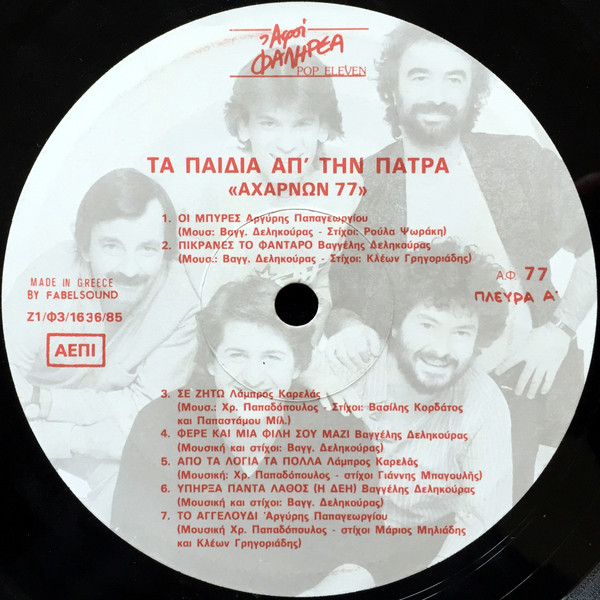 Αφοί
ΦΑΛΗΡΕΑ
POP ELEVEN
ΤΑ ΠΑΙΔΙΑ ΑΠ' ΤΗΝ ΠΑΤΡΑ
«ΑΧΑΡΝΩΝ 77»
1. ΟΙ ΜΠΥΡΕΣ Αργύρης Παπαγεωργίου
(Μουσ: Βαγγ. Δεληκούρας - Στίχοι: Ρούλα Ψωράκη)
2. ΠΙΚΡΑΝΕΣ ΤΟ ΦΑΝΤΑΡΟ Βαγγέλης Δεληκούρας
(Μουσ.: Βαγγ. Δεληκούρας - Στίχοι: Κλέων Γρηγοριάδης)
MADE IN GREECE
BY FABELSOUND
Ζ1/Φ3/1636/85
ΑΕΠΙ
Α.Φ. 77
ΠΛΕΥΡΑ Α'
3. ΣΕ ΖΗΤΩ Λάμπρος Καρελάς
(Μουσ.: Χρ. Παπαδόπουλος - Στίχοι: Βασίλης Κορδάτος
και Παπαστάμου Μίλ.)
4. ΦΕΡΕ ΚΑΙ ΜΙΑ ΦΙΛΗ ΣΟΥ ΜΑΖΙ Βαγγέλης Δεληκούρας
(Μουσική και στίχοι: Βαγγ. Δεληκούρας)
5. ΑΠΟ ΤΑ ΛΟΓΙΑ ΤΑ ΠΟΛΛΑ Λάμπρος Καρελᾶς
(Μουσική: Χρ. Παπαδόπουλος - στίχοι Γιάννης Μπαγουλῆς)
6. ΥΠΗΡΞΑ ΠΑΝΤΑ ΛΑΘΟΣ (Η ΔΕΗ) Βαγγέλης Δεληκούρας
(Μουσική και στίχοι: Βαγγ. Δεληκούρας)
7. ΤΟ ΑΓΓΕΛΟΥΔΙ 'Αργύρης Παπαγεωργίου
(Μουσική Χρ. Παπαδόπουλος - στίχοι Μάριος Μηλιάδης
και Κλέων Γρηγοριάδης)